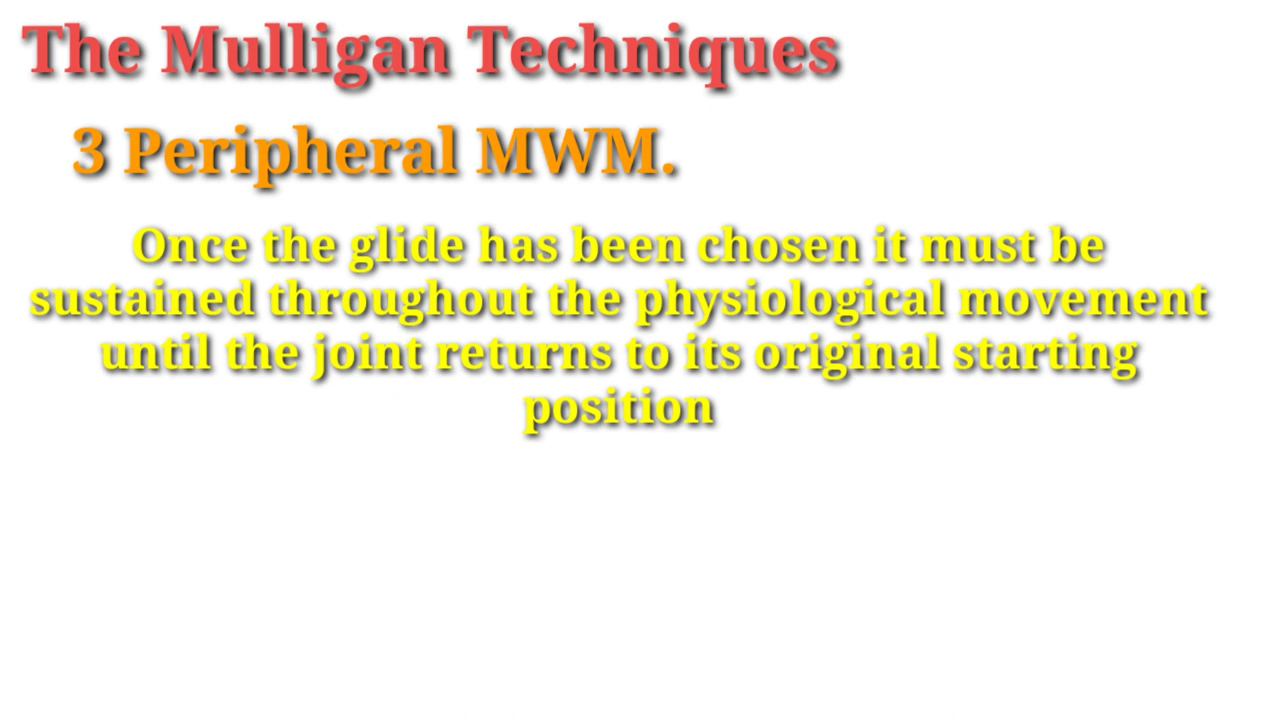 The Mulligan Techniques
3 Peripheral MWM.
Once the glide has been chosen it must be
sustained throughout the physiological movement
until the joint returns to its original starting
position